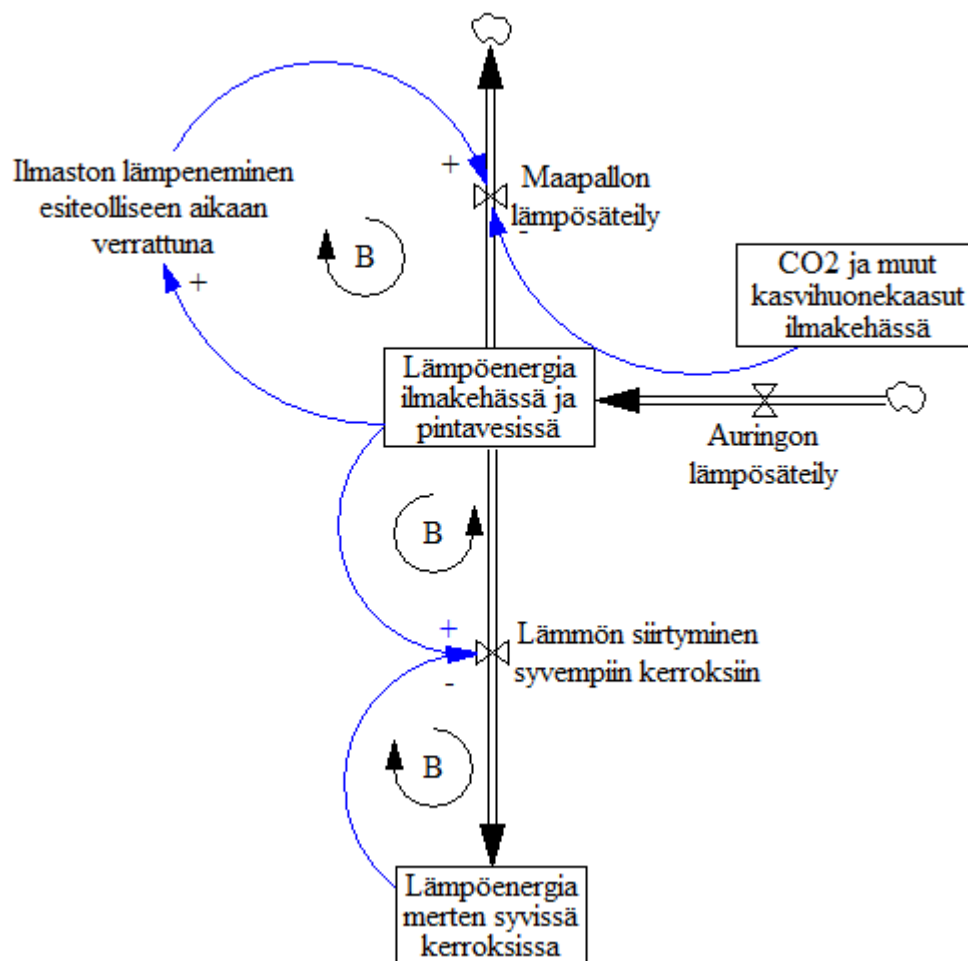 Ilmaston lämpeneminen
esiteolliseen aikaan
verrattuna
+
+
B
Maapallon
lämpösäteily
-
CO2 ja muut
kasvihuonekaasut
ilmakehässä
Lämpöenergia
ilmakehässä ja
pintavesissä
Auringon
lämpösäteily
B
+
-
Lämmön siirtyminen
syvempiin kerroksiin
B
Lämpöenergia
merten syvissä
kerroksissa